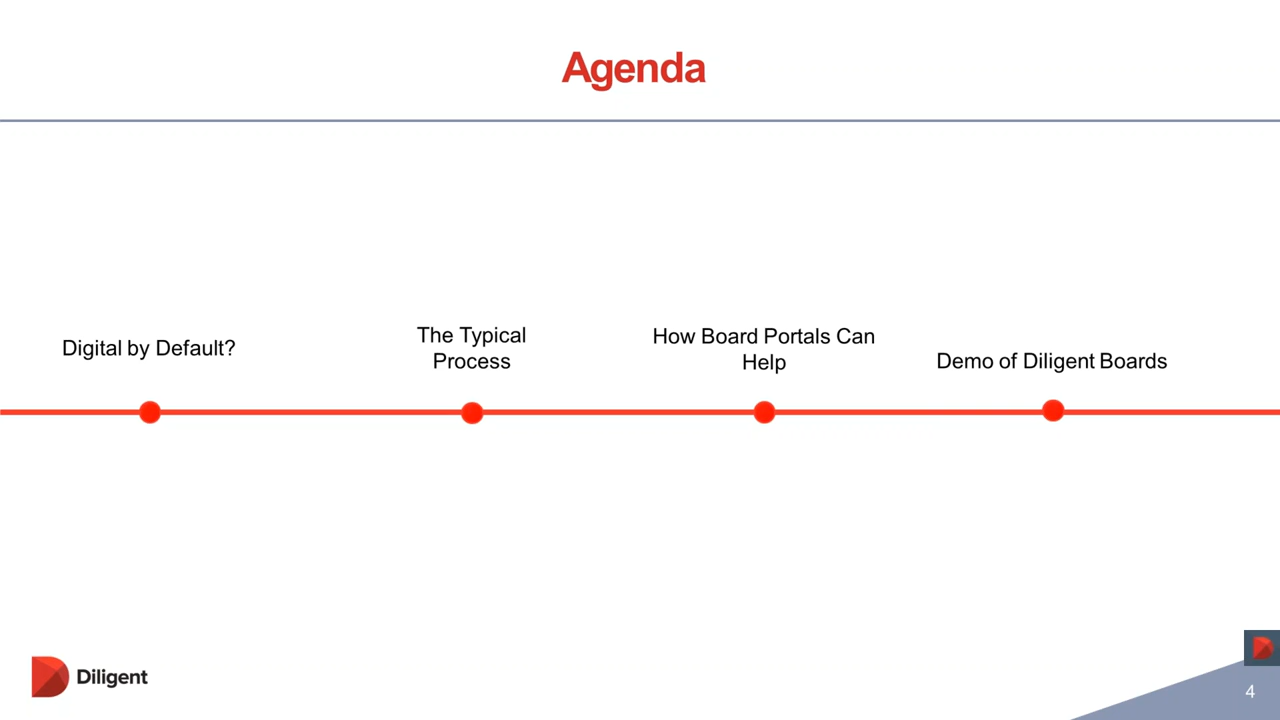 Agenda
Digital by Default?
The Typical
Process
How Board Portals Can
Help
Demo of Diligent Boards
Diligent
4